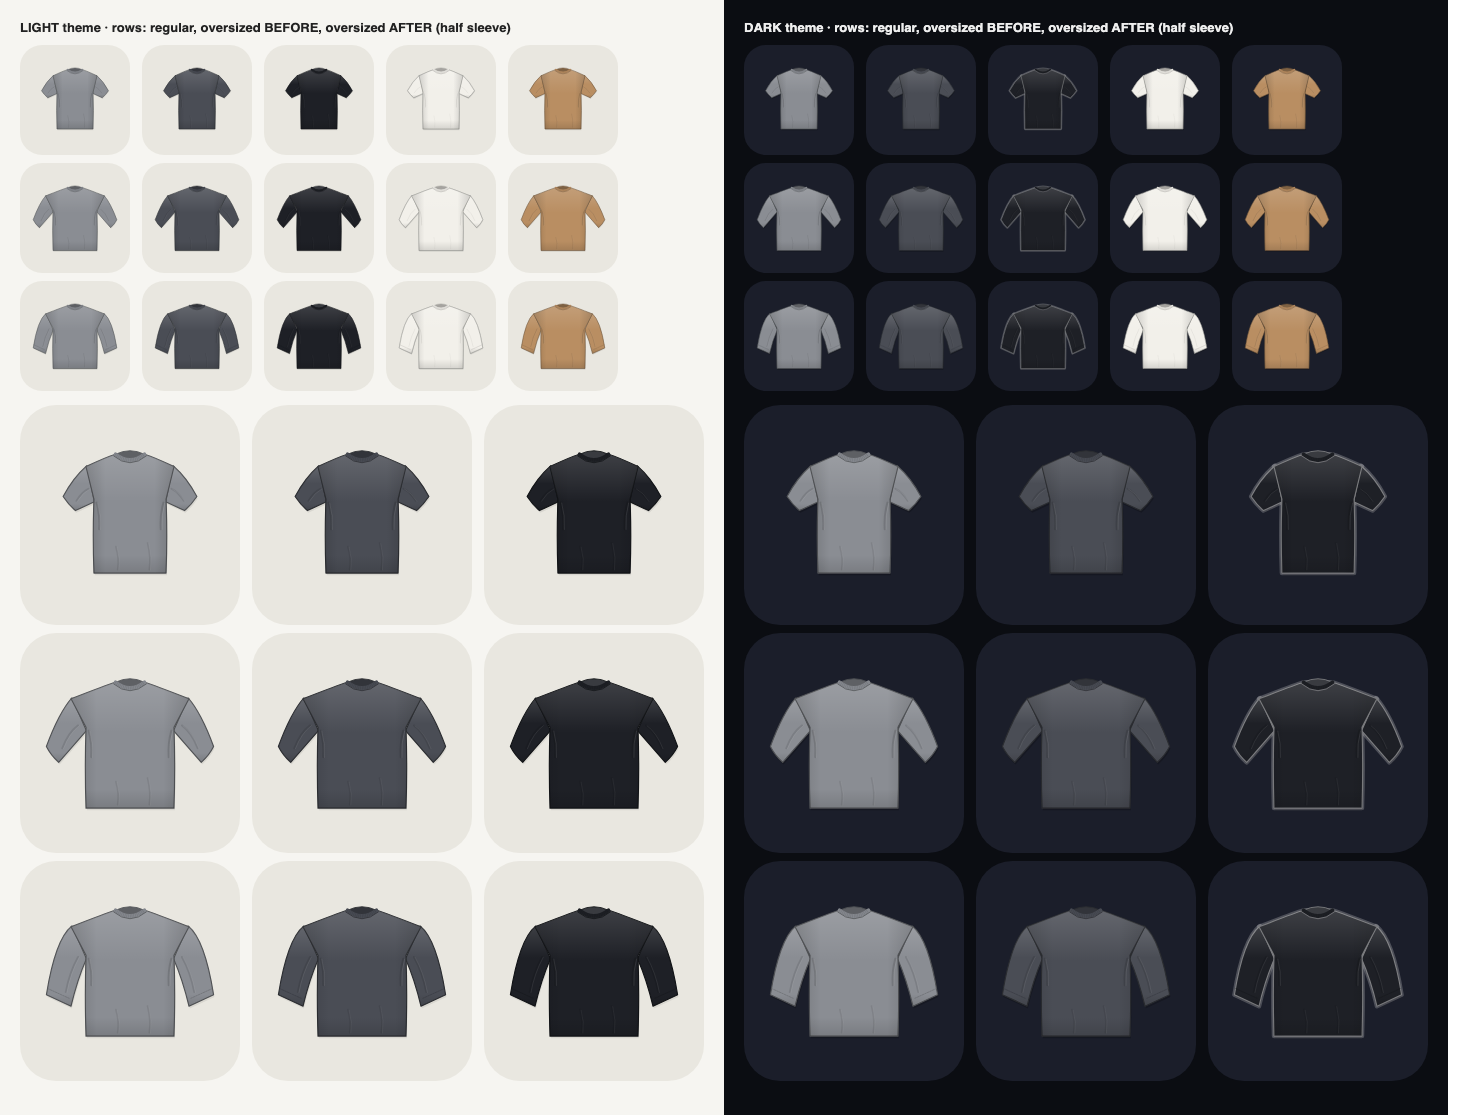 LIGHT theme · rows: regular, oversized BEFORE, oversized AFTER (half sleeve)
DARK theme · rows: regular, oversized BEFORE, oversized AFTER (half sleeve)